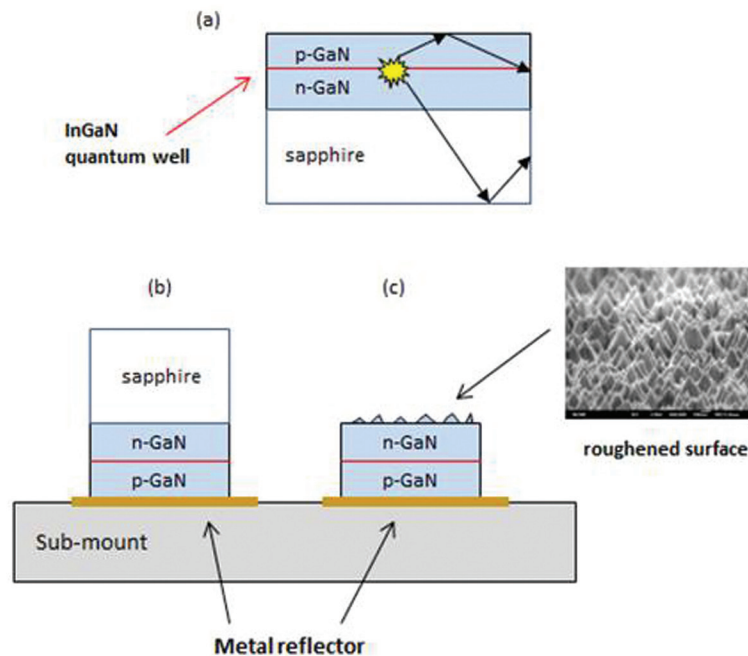 (a)
p-GaN
n-GaN
InGaN
quantum well
sapphire
(b)
(c)
sapphire
n-GaN
p-GaN
n-GaN
p-GaN
roughened surface
Sub-mount
Metal reflector